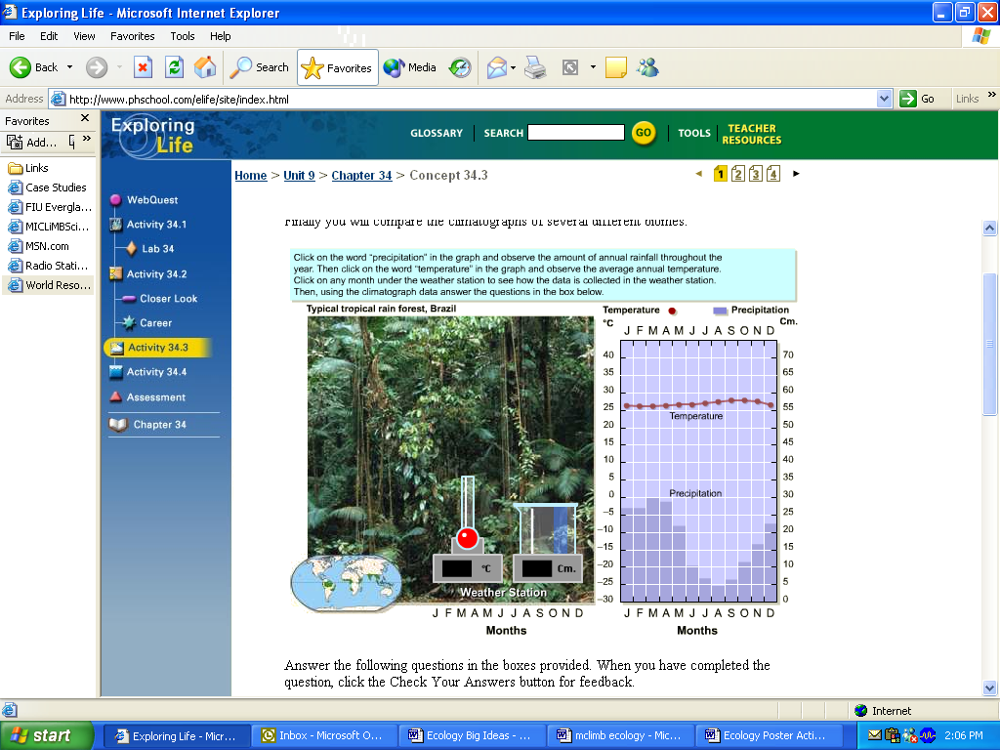 Exploring Life - Microsoft Internet Explorer
File Edit View Favorites Tools Help
Back Search Favorites Media
Address http://www.phschool.com/elife/site/index.html Go Links »
Favorites
Add... »
Links
Case Studies
FIU Evergla...
MICLiMBSci...
MSN.com
Radio Stati...
World Reso...
Exploring
Life
GLOSSARY SEARCH GO TOOLS TEACHER
RESOURCES
WebQuest
Activity 34.1
Lab 34
Activity 34.2
Closer Look
Career
Activity 34.3
Activity 34.4
Assessment
Chapter 34
Home > Unit 9 > Chapter 34 > Concept 34.3
1 2 3 4
Finally you will compare the climatographs of several different biomes.
Click on the word "precipitation" in the graph and observe the amount of annual rainfall throughout the
year. Then click on the word "temperature" in the graph and observe the average annual temperature.
Click on any month under the weather station to see how the data is collected in the weather station.
Then, using the climatograph data answer the questions in the box below.
Typical tropical rain forest, Brazil
°C
Cm.
Weather Station
J F M A M J J A S O N D
Months
Temperature Precipitation
°C Cm.
J F M A M J J A S O N D
40 70
35 65
30 60
25 55
Temperature
20 50
15 45
10 40
5 35
Precipitation
0 30
–5 25
–10 20
–15 15
–20 10
–25 5
–30 0
J F M A M J J A S O N D
Months
Answer the following questions in the boxes provided. When you have completed the
question, click the Check Your Answers button for feedback.
Internet
start
Exploring Life - Micr...
Inbox - Microsoft O...
Ecology Big Ideas - ...
mclimb ecology - Mic...
Ecology Poster Acti...
2:06 PM